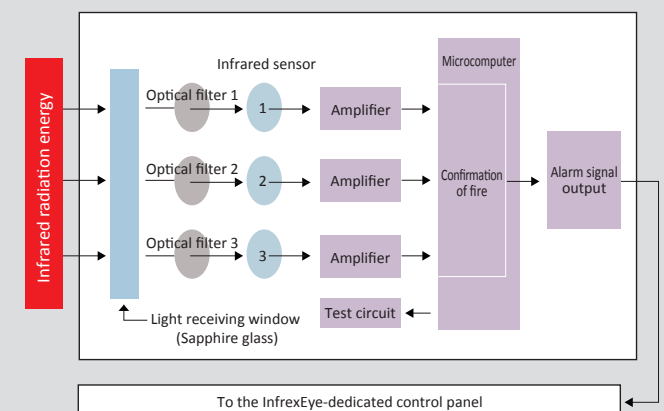 Infrared radiation energy
Infrared sensor
Microcomputer
Optical filter 1
1
Amplifier
Optical filter 2
2
Amplifier
Confirmation
of fire
Alarm signal
output
Optical filter 3
3
Amplifier
Test circuit
Light receiving window
(Sapphire glass)
To the InfrexEye-dedicated control panel